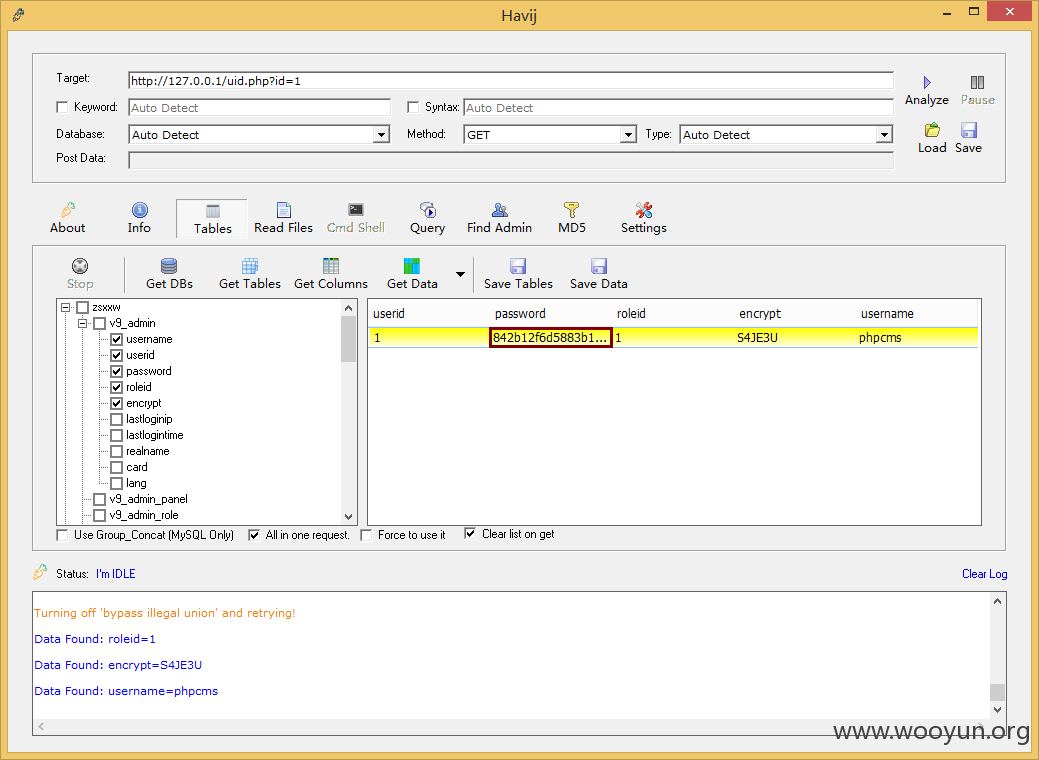 Havij
Target: http://127.0.0.1/uid.php?id=1
Analyze Pause
Keyword: Auto Detect Syntax: Auto Detect
Database: Auto Detect Method: GET Type: Auto Detect
Load Save
Post Data:
About Info Tables Read Files Cmd Shell Query Find Admin MD5 Settings
Stop Get DBs Get Tables Get Columns Get Data Save Tables Save Data
zsxxw
v9_admin
username
userid
password
roleid
encrypt
lastloginip
lastlogintime
realname
card
lang
v9_admin_panel
v9_admin_role
userid password roleid encrypt username
1 842b12f6d5883b1... 1 S4JE3U phpcms
Use Group_Concat (MySQL Only) All in one request. Force to use it Clear list on get
Status: I'm IDLE Clear Log
Turning off 'bypass illegal union' and retrying!
Data Found: roleid=1
Data Found: encrypt=S4JE3U
Data Found: username=phpcms
www.wooyun.org